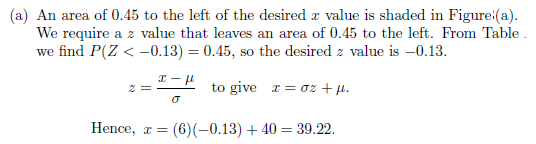 (a) An area of 0.45 to the left of the desired x value is shaded in Figure (a).
We require a z value that leaves an area of 0.45 to the left. From Table .
we find P(Z < −0.13) = 0.45, so the desired z value is −0.13.
z = (x − μ)/σ to give x = σz + μ.
Hence, x = (6)(−0.13) + 40 = 39.22.